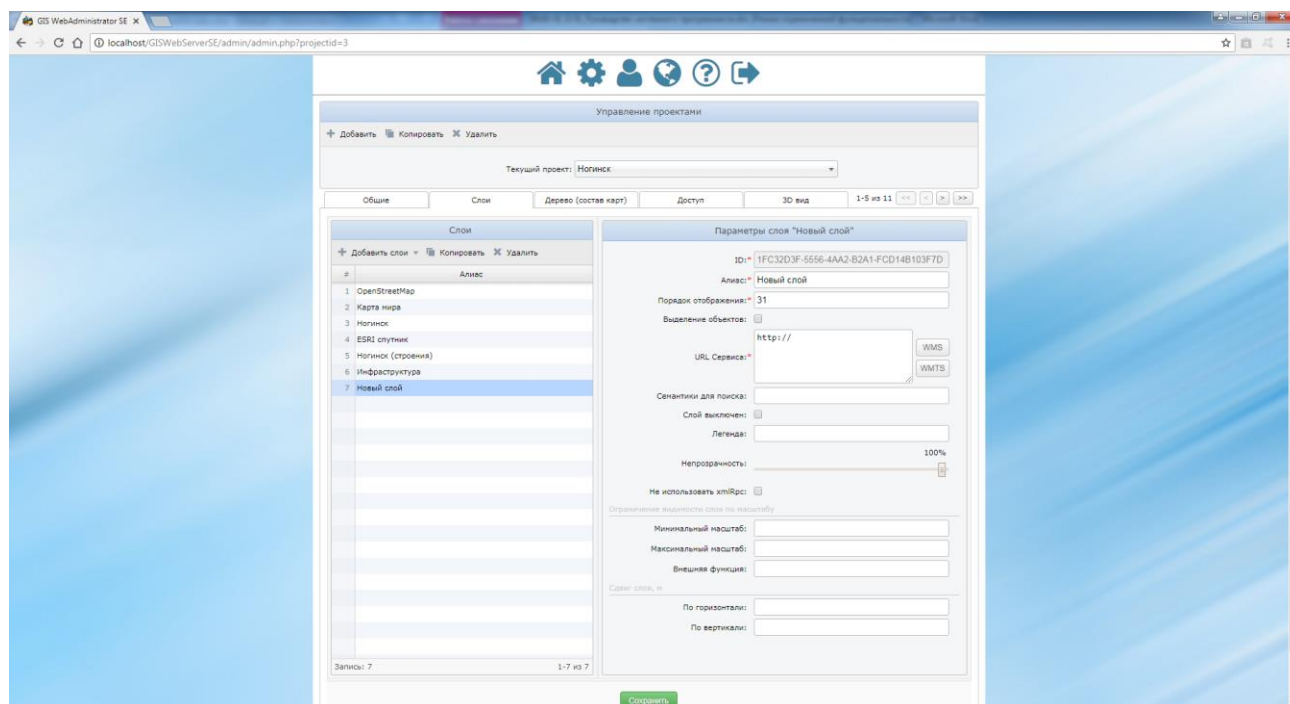 GIS WebAdministrator SE
localhost/GISWebServerSE/admin/admin.php?projectid=3
Управление проектами
Добавить Копировать Удалить
Текущий проект: Ногинск
Общие Слои Дерево (состав карт) Доступ 3D вид 1-5 из 11 << < > >>
Слои
Добавить слои Копировать Удалить
# Алиас
1 OpenStreetMap
2 Карта мира
3 Ногинск
4 ESRI спутник
5 Ногинск (строения)
6 Инфраструктура
7 Новый слой
Запись: 7 1-7 из 7
Параметры слоя "Новый слой"
ID:* 1FC32D3F-5556-4AA2-B2A1-FCD14B103F7D
Алиас:* Новый слой
Порядок отображения:* 31
Выделение объектов:
URL Сервиса:* http://
WMS
WMTS
Семантики для поиска:
Слой выключен:
Легенда:
100%
Непрозрачность:
Не использовать xmlRpc:
Ограничение видимости слоя по масштабу
Минимальный масштаб:
Максимальный масштаб:
Внешняя функция:
Сдвиг слоя, м
По горизонтали:
По вертикали:
Сохранить